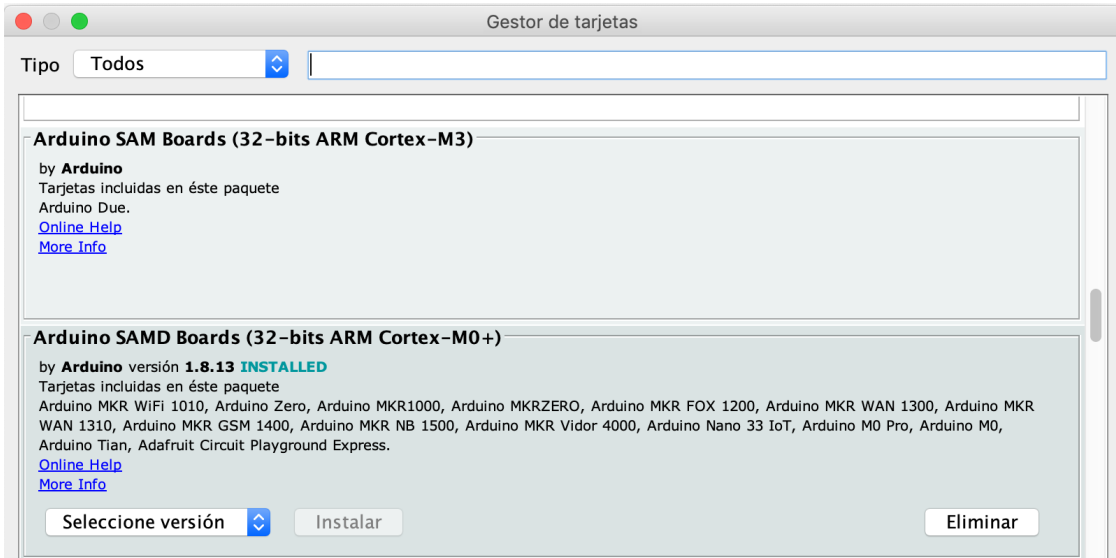 Gestor de tarjetas
Tipo Todos
Arduino SAM Boards (32-bits ARM Cortex-M3)
by Arduino
Tarjetas incluidas en éste paquete
Arduino Due.
Online Help
More Info
Arduino SAMD Boards (32-bits ARM Cortex-M0+)
by Arduino versión 1.8.13 INSTALLED
Tarjetas incluidas en éste paquete
Arduino MKR WiFi 1010, Arduino Zero, Arduino MKR1000, Arduino MKRZERO, Arduino MKR FOX 1200, Arduino MKR WAN 1300, Arduino MKR
WAN 1310, Arduino MKR GSM 1400, Arduino MKR NB 1500, Arduino MKR Vidor 4000, Arduino Nano 33 IoT, Arduino M0 Pro, Arduino M0,
Arduino Tian, Adafruit Circuit Playground Express.
Online Help
More Info
Seleccione versión Instalar Eliminar